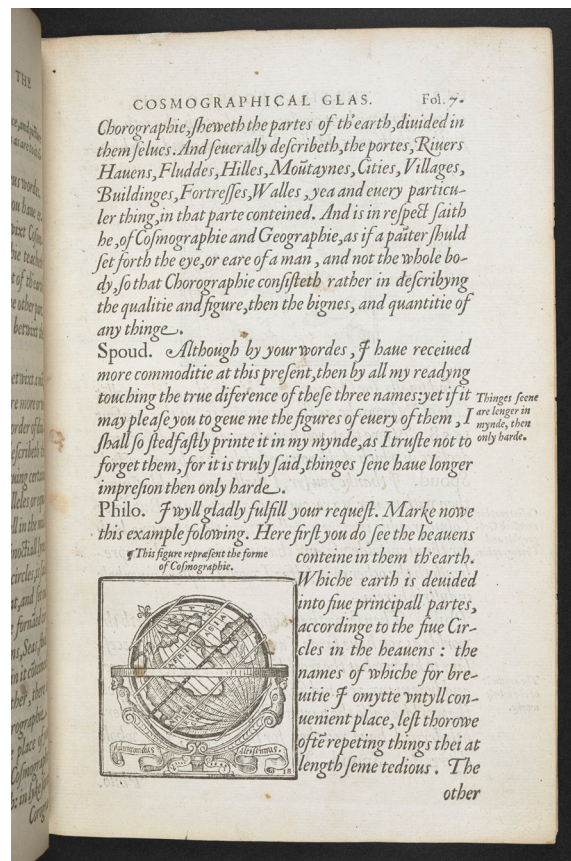 COSMOGRAPHICAL GLAS. Fol. 7.
Chorographie, sheweth the partes of th'earth, diuided in
them selues. And seuerally describeth, the portes, Riuers
Hauens, Fluddes, Hilles, Moũtaynes, Cities, Villages,
Buildinges, Fortresses, Walles, yea and euery particu-
ler thing, in that parte conteined. And is in respect saith
he, of Cosmographie and Geographie, as if a paĩter shuld
set forth the eye, or eare of a man, and not the whole bo-
dy, so that Chorographie consisteth rather in describyng
the qualitie and figure, then the bignes, and quantitie of
any thinge.
Spoud. Although by your wordes, I haue receiued
more commoditie at this present, then by all my readyng
touching the true diference of these three names: yet if it
may please you to geue me the figures of euery of them, I
shall so stedfastly printe it in my mynde, as I truste not to
forget them, for it is truly said, thinges sene haue longer
impresion then only harde.
Thinges seene
are lenger in
mynde, then
only harde.
Philo. I wyll gladly fulfill your request. Marke nowe
this example folowing. Here first you do see the heauens
¶ This figure repræsent the forme
of Cosmographie.
conteine in them th'earth.
Whiche earth is deuided
into fiue principall partes,
accordinge to the fiue Cir-
cles in the heauens : the
names of whiche for bre-
uitie I omytte vntyll con-
uenient place, lest thorowe
oftẽ repeting things thei at
length seme tedious. The
other